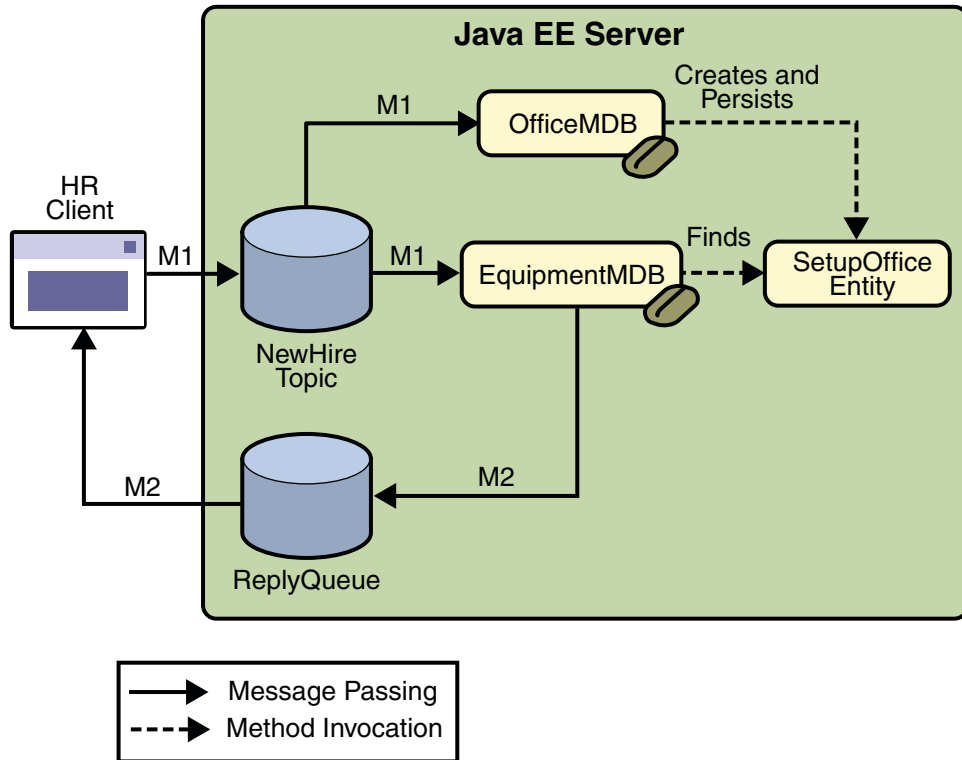 Java EE Server
Creates and
Persists
M1
OfficeMDB
HR
Client
M1
M1
EquipmentMDB
Finds
SetupOffice
Entity
NewHire
Topic
M2
M2
ReplyQueue
Message Passing
Method Invocation